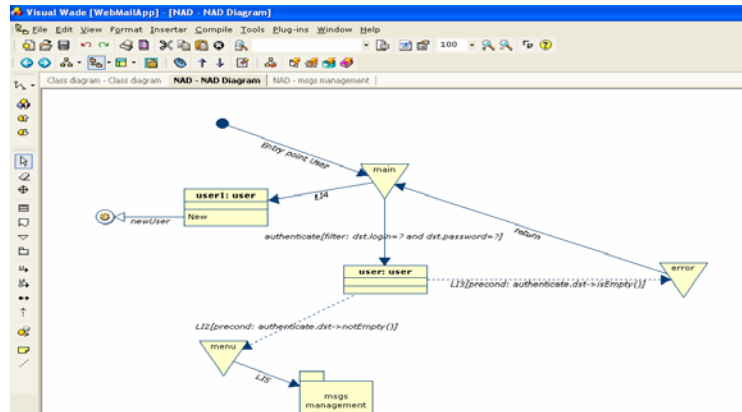 Visual Wade [WebMailApp] - [NAD - NAD Diagram]
File Edit View Format Insertar Compile Tools Plug-ins Window Help
100
Class diagram - Class diagram NAD - NAD Diagram NAD - msgs management
Entry point User
main
user1: user
LI4
New
newUser
authenticate[filter: dst.login=? and dst.password=?]
return
user: user
error
LI3[precond: authenticate.dst->isEmpty()]
LI2[precond: authenticate.dst->notEmpty()]
menu
LI5
msgs
management